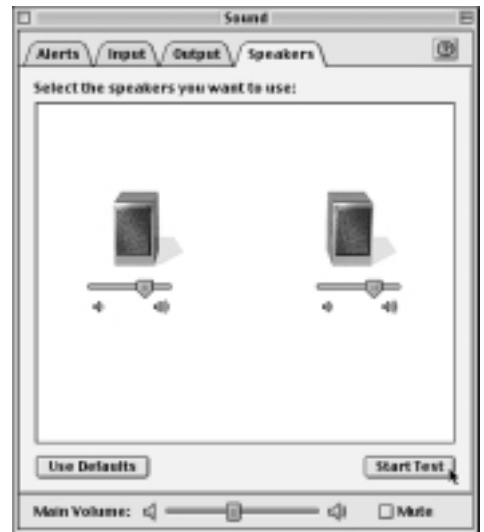 Sound
Alerts Input Output Speakers
Select the speakers you want to use:
Use Defaults Start Test
Main Volume: Mute